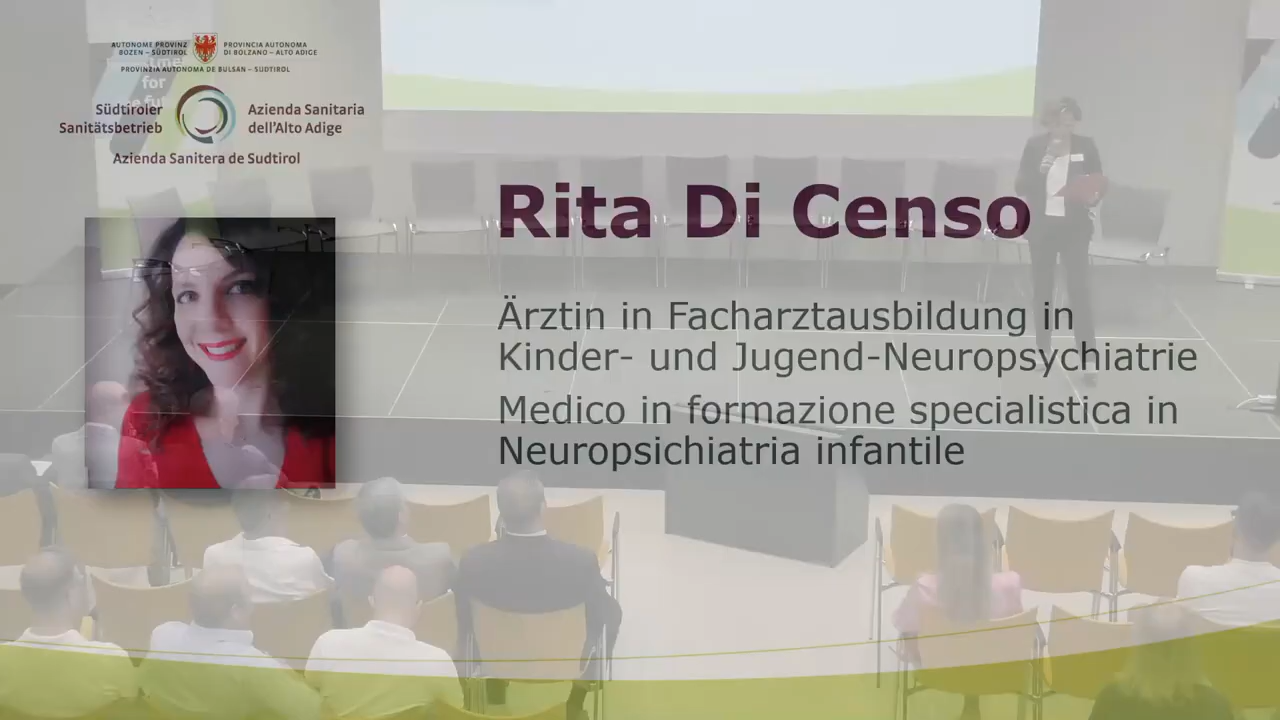 AUTONOME PROVINZ
BOZEN – SÜDTIROL
PROVINCIA AUTONOMA
DI BOLZANO – ALTO ADIGE
PROVINZIA AUTONOMA DE BULSAN – SÜDTIROL
for
Südtiroler
Sanitätsbetrieb
Azienda Sanitaria
dell'Alto Adige
Azienda Sanitera de Sudtirol
Rita Di Censo
Ärztin in Facharztausbildung in
Kinder- und Jugend-Neuropsychiatrie
Medico in formazione specialistica in
Neuropsichiatria infantile